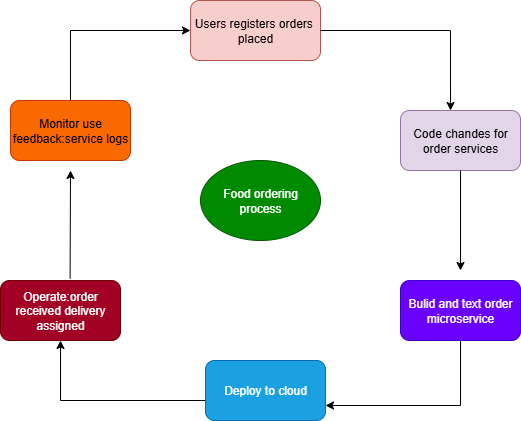 Users registers orders
placed
Code chandes for
order services
Bulid and text order
microservice
Deploy to cloud
Operate:order
received delivery
assigned
Monitor use
feedback:service logs
Food ordering
process